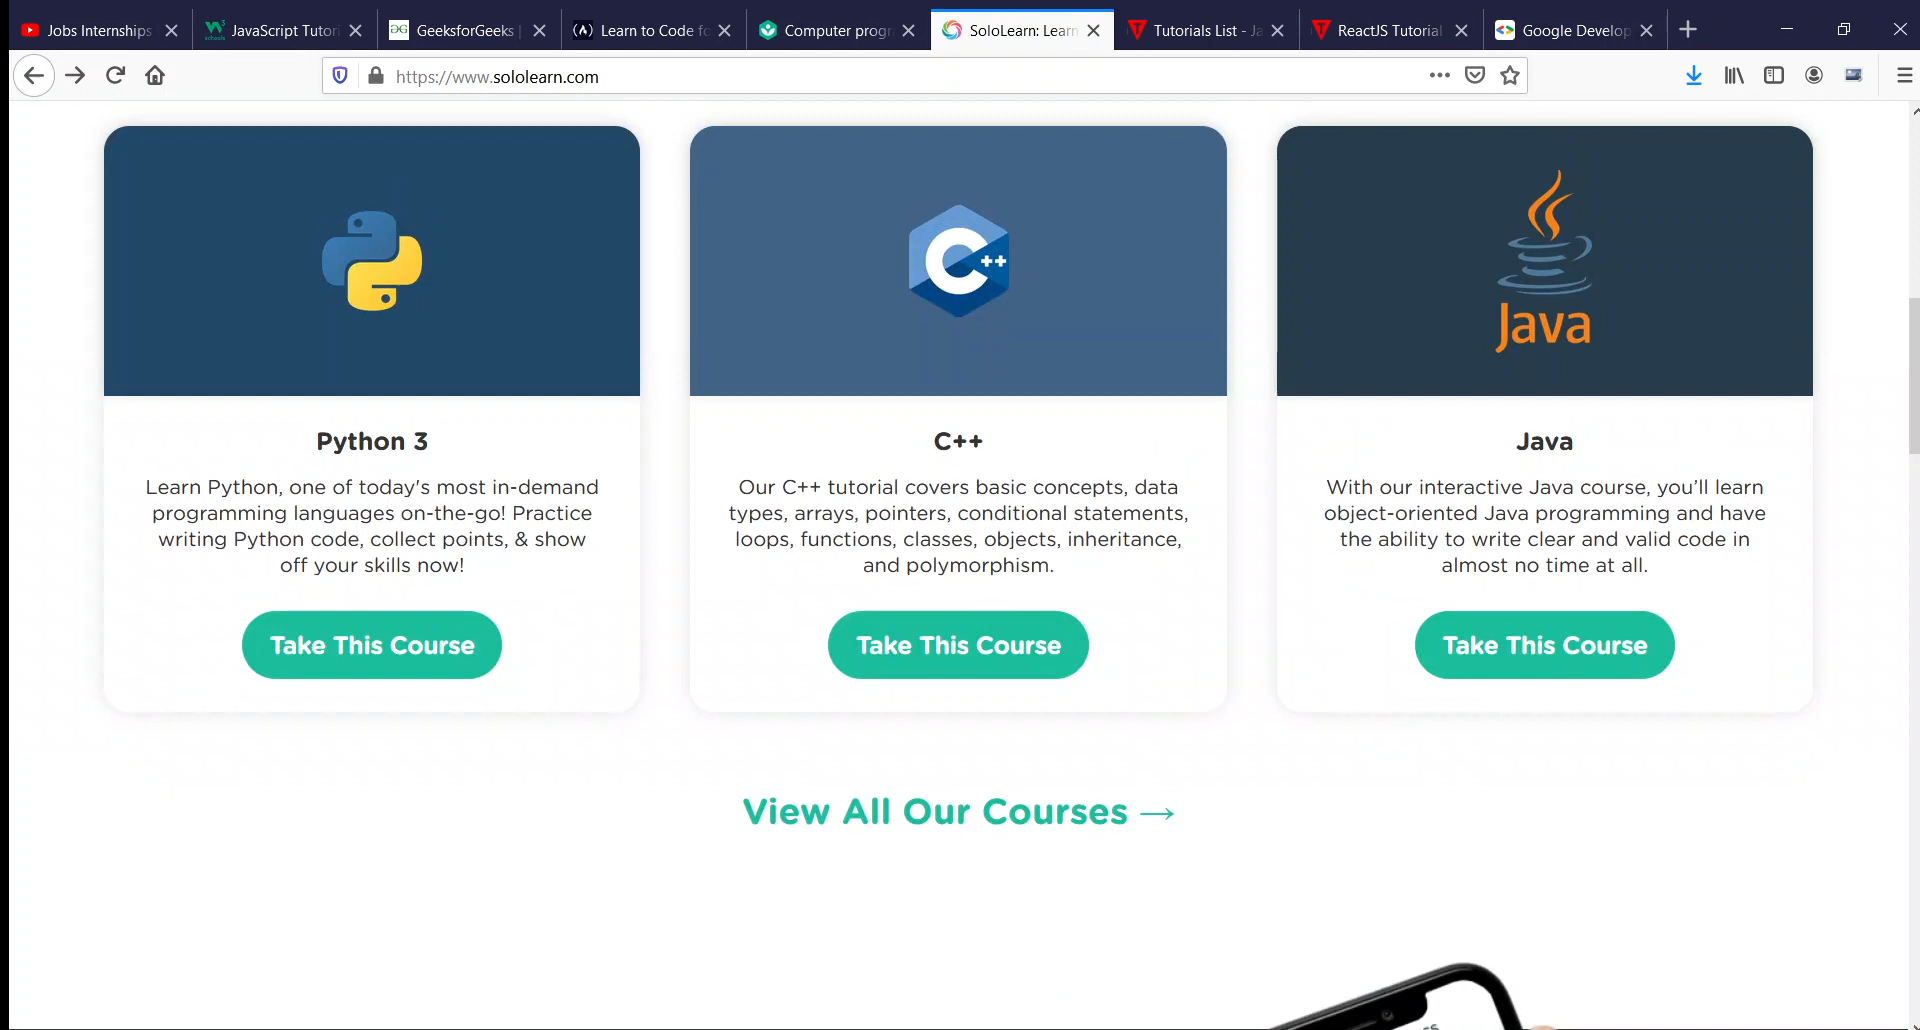 Jobs Internships
JavaScript Tutori
GeeksforGeeks |
Learn to Code fo
Computer progr
SoloLearn: Learn
Tutorials List - Ja
ReactJS Tutorial
Google Develop
https://www.sololearn.com
C++
Java
Python 3
Learn Python, one of today's most in-demand
programming languages on-the-go! Practice
writing Python code, collect points, & show
off your skills now!
Take This Course
C++
Our C++ tutorial covers basic concepts, data
types, arrays, pointers, conditional statements,
loops, functions, classes, objects, inheritance,
and polymorphism.
Take This Course
Java
With our interactive Java course, you’ll learn
object-oriented Java programming and have
the ability to write clear and valid code in
almost no time at all.
Take This Course
View All Our Courses →